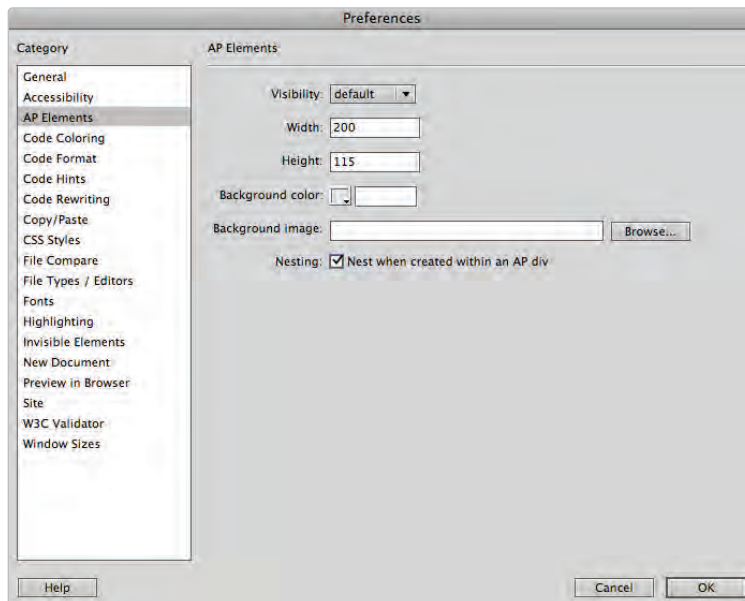 Preferences
Category
General
Accessibility
AP Elements
Code Coloring
Code Format
Code Hints
Code Rewriting
Copy/Paste
CSS Styles
File Compare
File Types / Editors
Fonts
Highlighting
Invisible Elements
New Document
Preview in Browser
Site
W3C Validator
Window Sizes
AP Elements
Visibility: default
Width: 200
Height: 115
Background color:
Background image: Browse...
Nesting: Nest when created within an AP div
Help Cancel OK